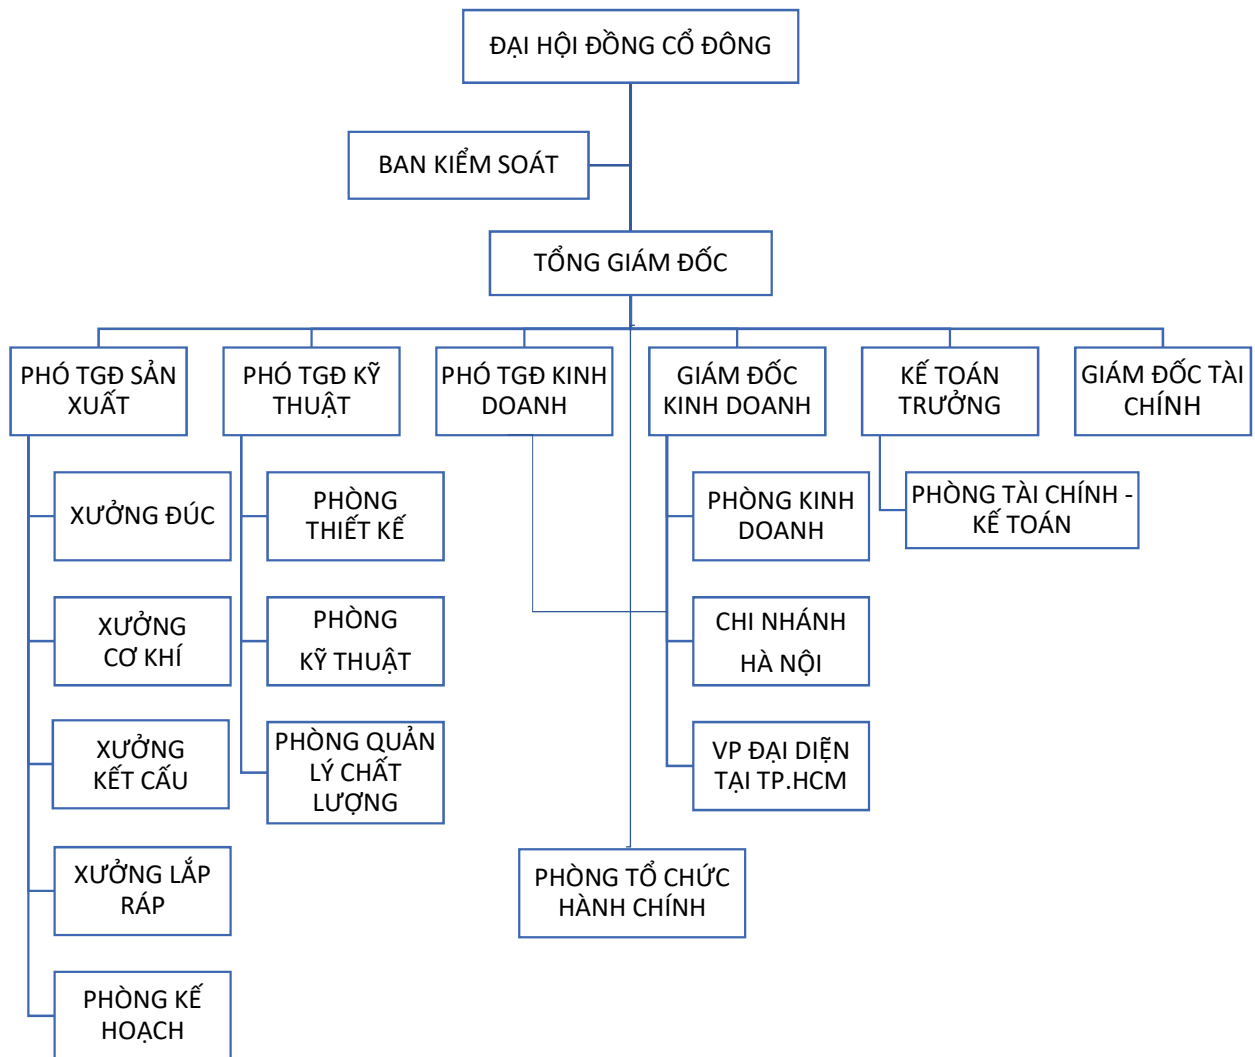 ĐẠI HỘI ĐỒNG CỔ ĐÔNG
BAN KIỂM SOÁT
TỔNG GIÁM ĐỐC
PHÓ TGĐ SẢN
XUẤT
PHÓ TGĐ KỸ
THUẬT
PHÓ TGĐ KINH
DOANH
GIÁM ĐỐC
KINH DOANH
KẾ TOÁN
TRƯỞNG
GIÁM ĐỐC TÀI
CHÍNH
XƯỞNG ĐÚC
PHÒNG
THIẾT KẾ
PHÒNG KINH
DOANH
PHÒNG TÀI CHÍNH -
KẾ TOÁN
XƯỞNG
CƠ KHÍ
PHÒNG
KỸ THUẬT
CHI NHÁNH
HÀ NỘI
XƯỞNG
KẾT CẤU
PHÒNG QUẢN
LÝ CHẤT
LƯỢNG
VP ĐẠI DIỆN
TẠI TP.HCM
XƯỞNG LẮP
RÁP
PHÒNG TỔ CHỨC
HÀNH CHÍNH
PHÒNG KẾ
HOẠCH